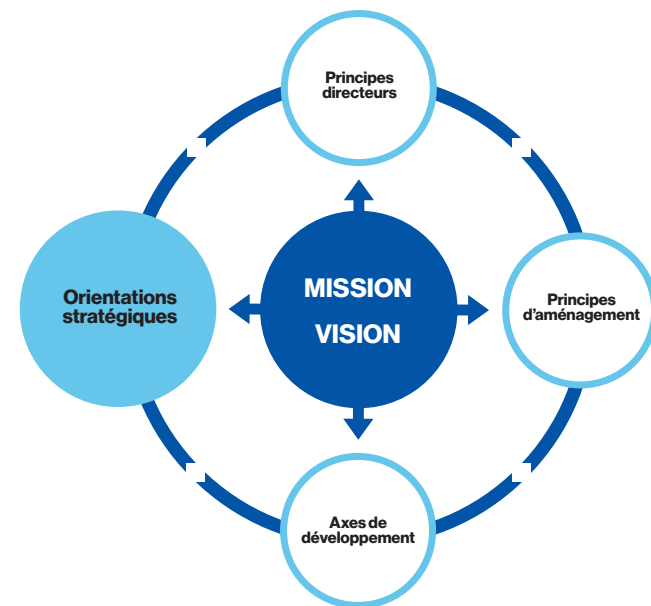 Principes
directeurs
Orientations
stratégiques
MISSION
VISION
Principes
d'aménagement
Axes de
développement